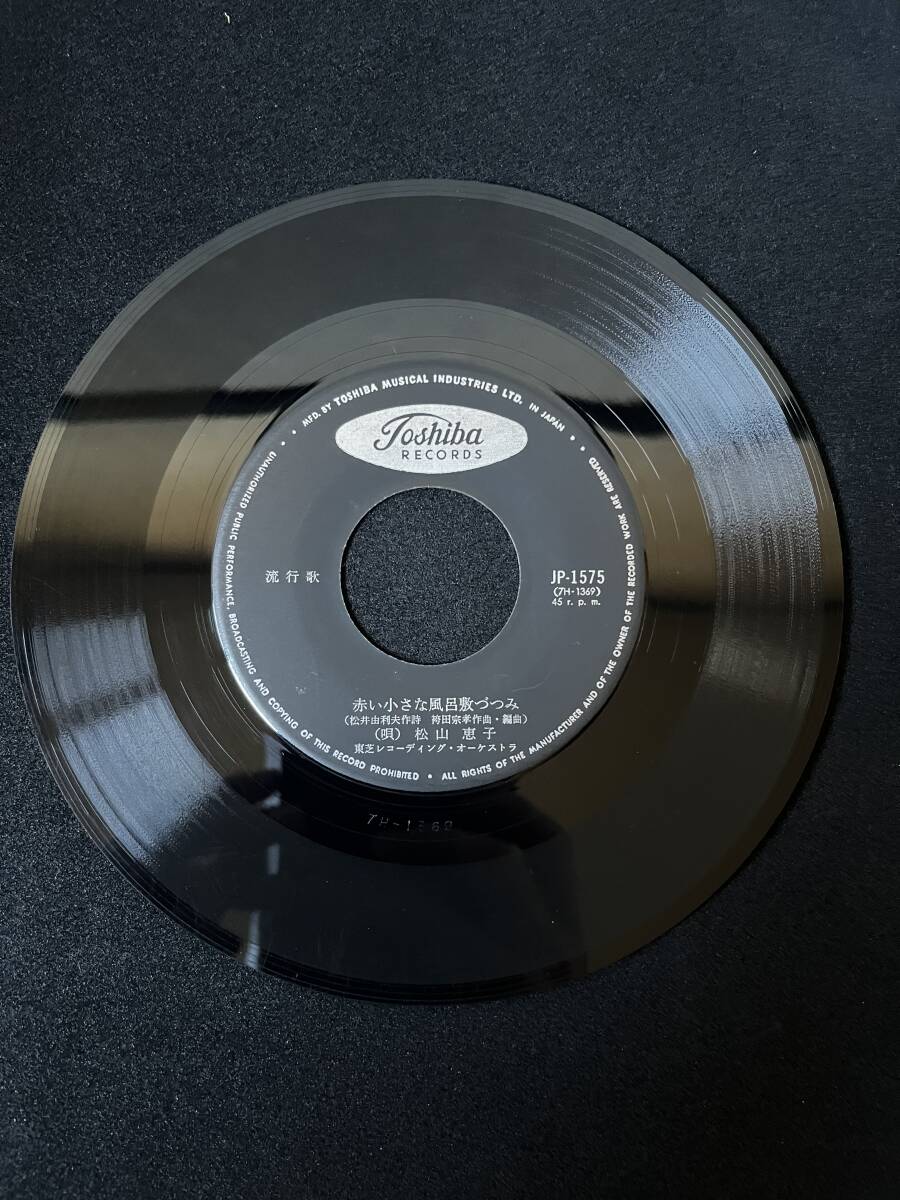 MFD. BY TOSHIBA MUSICAL INDUSTRIES LTD. IN JAPAN
Toshiba
RECORDS
流行歌
JP-1575
(7H-1369)
45 r. p. m.
赤い小さな風呂敷づつみ
(松井由利夫作詩 袴田宗孝作曲・編曲)
(唄) 松山恵子
東芝レコーディング・オーケストラ
UNAUTHORIZED PUBLIC PERFORMANCE, BROADCASTING AND COPYING OF THIS RECORD PROHIBITED • ALL RIGHTS OF THE MANUFACTURER AND OF THE OWNER OF THE RECORDED WORK ARE RESERVED
7H-1369